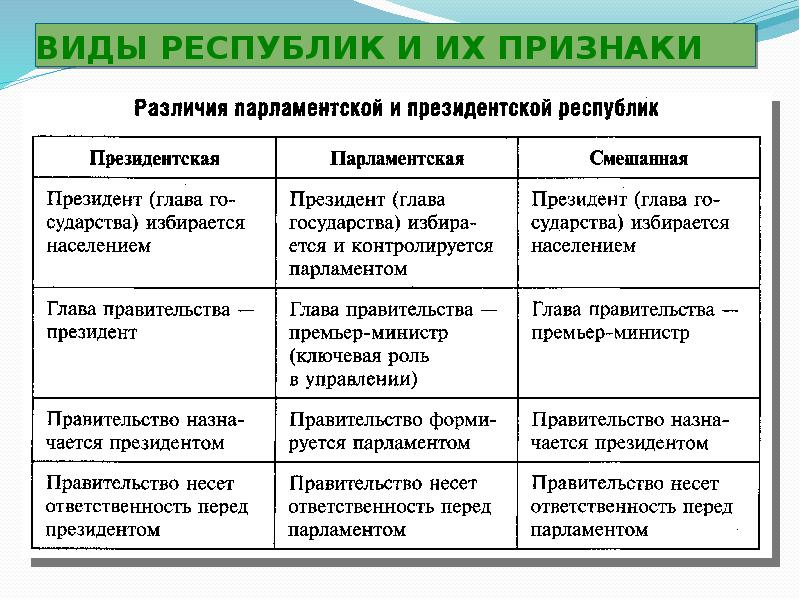 ВИДЫ РЕСПУБЛИК И ИХ ПРИЗНАКИ
Различия парламентской и президентской республик
Президентская
Парламентская
Смешанная
Президент (глава го-
сударства) избирается
населением
Президент (глава
государства) избира-
ется и контролируется
парламентом
Президент (глава го-
сударства) избирается
населением
Глава правительства —
президент
Глава правительства —
премьер-министр
(ключевая роль
в управлении)
Глава правительства —
премьер-министр
Правительство назна-
чается президентом
Правительство форми-
руется парламентом
Правительство назна-
чается президентом
Правительство несет
ответственность перед
президентом
Правительство несет
ответственность перед
парламентом
Правительство несет
ответственность перед
парламентом